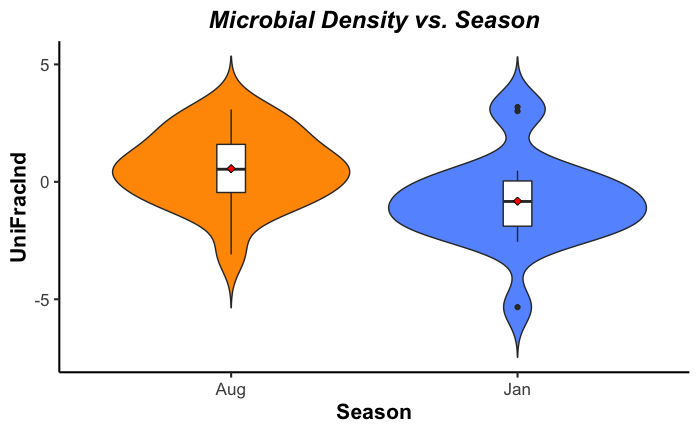 Microbial Density vs. Season
5
0
-5
UniFracInd
Aug
Jan
Season